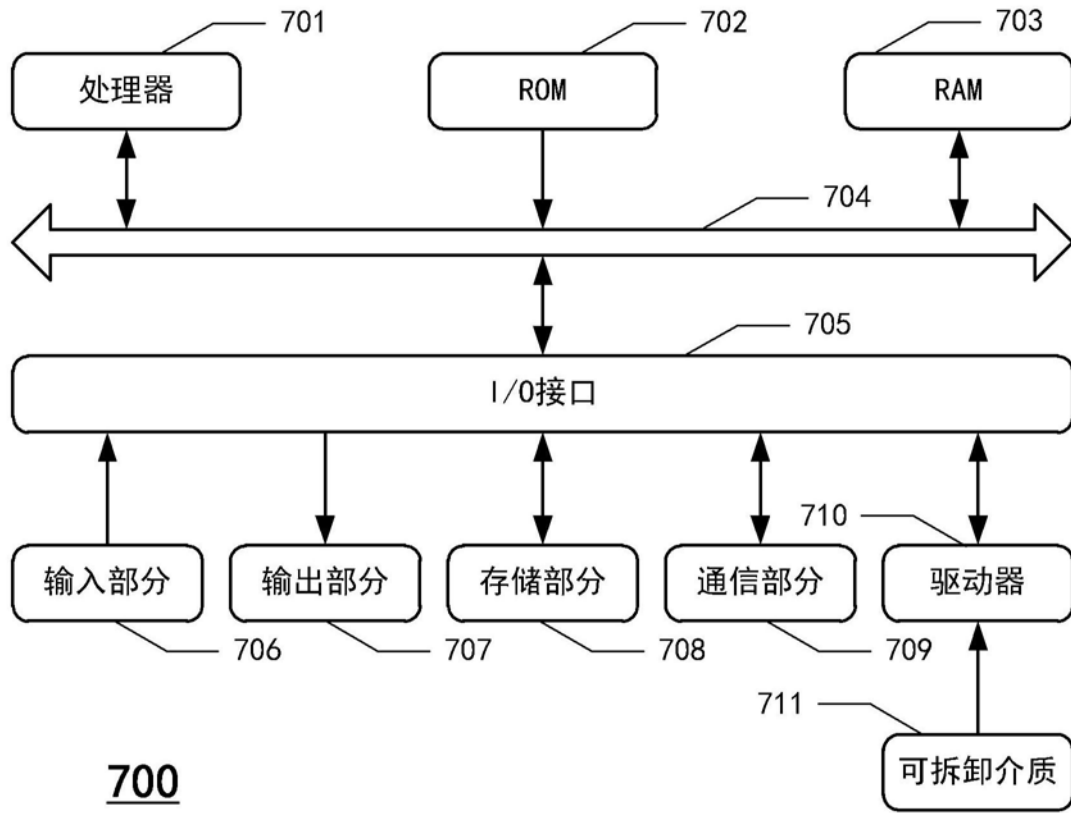 701
702
703
处理器
ROM
RAM
704
705
I/O接口
710
输入部分
输出部分
存储部分
通信部分
驱动器
706
707
708
709
711
700
可拆卸介质